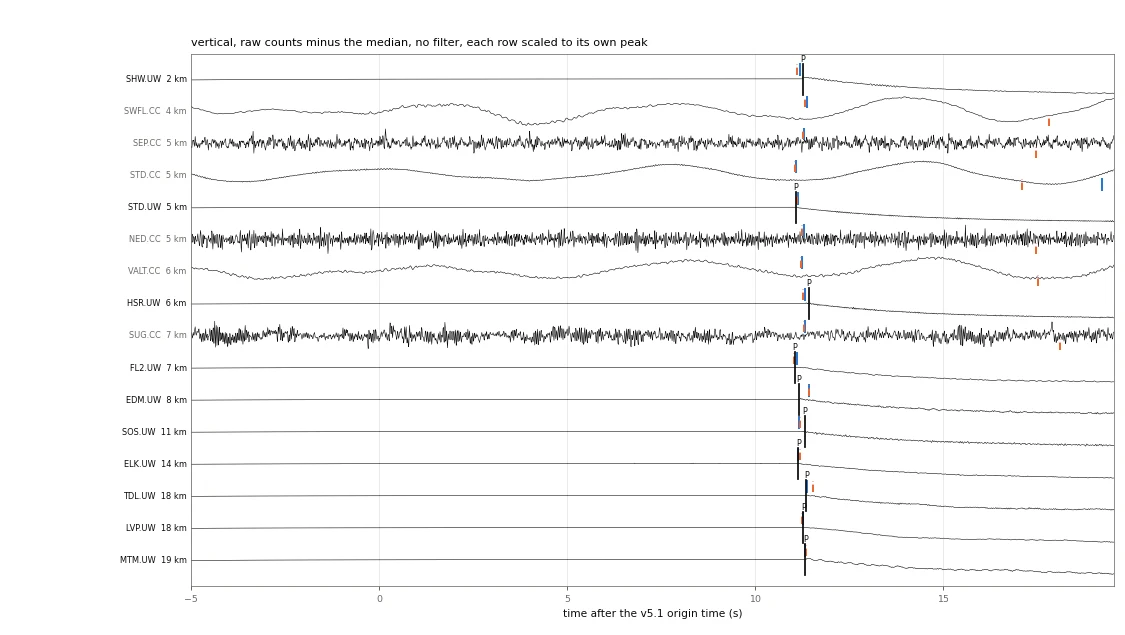 vertical, raw counts minus the median, no filter, each row scaled to its own peak
P
SHW.UW 2 km
SWFL.CC 4 km
SEP.CC 5 km
STD.CC 5 km
P
STD.UW 5 km
NED.CC 5 km
VALT.CC 6 km
P
HSR.UW 6 km
SUG.CC 7 km
P
FL2.UW 7 km
P
EDM.UW 8 km
P
SOS.UW 11 km
P
ELK.UW 14 km
P
TDL.UW 18 km
P
LVP.UW 18 km
P
MTM.UW 19 km
−5 0 5 10 15
time after the v5.1 origin time (s)